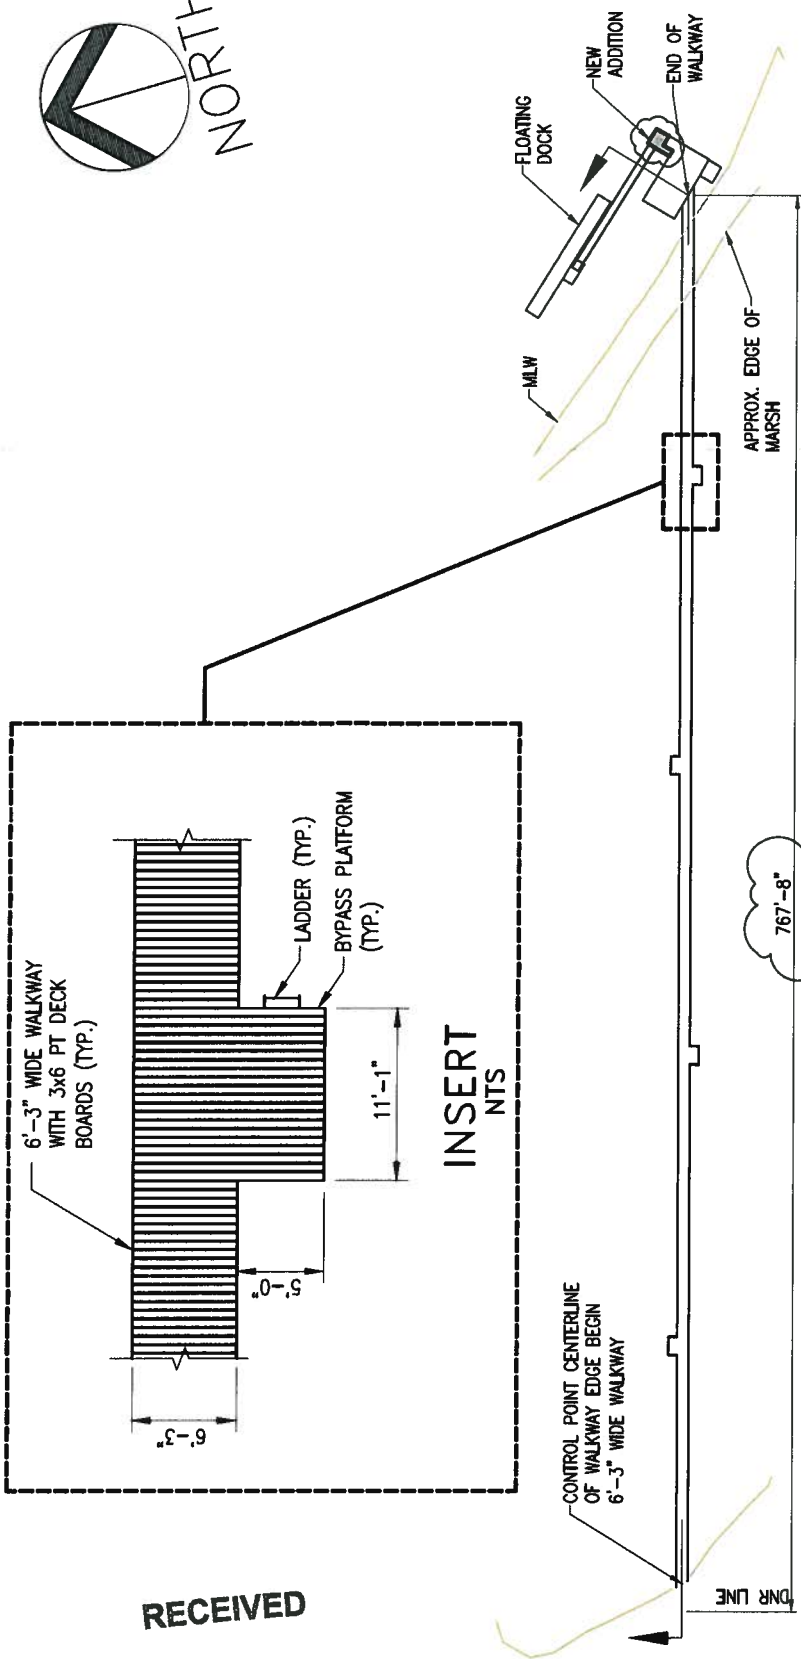 NORTH
6'-3" WIDE WALKWAY
WITH 3x6 PT DECK
BOARDS (TYP.)
LADDER (TYP.)
BYPASS PLATFORM
(TYP.)
6'-3"
5'-0"
11'-1"
INSERT
NTS
RECEIVED
CONTROL POINT CENTERLINE
OF WALKWAY EDGE BEGIN
6'-3" WIDE WALKWAY
DNR LINE
MLW
FLOATING
DOCK
NEW
ADDITION
END OF
WALKWAY
APPROX. EDGE OF
MARSH
767'-8"